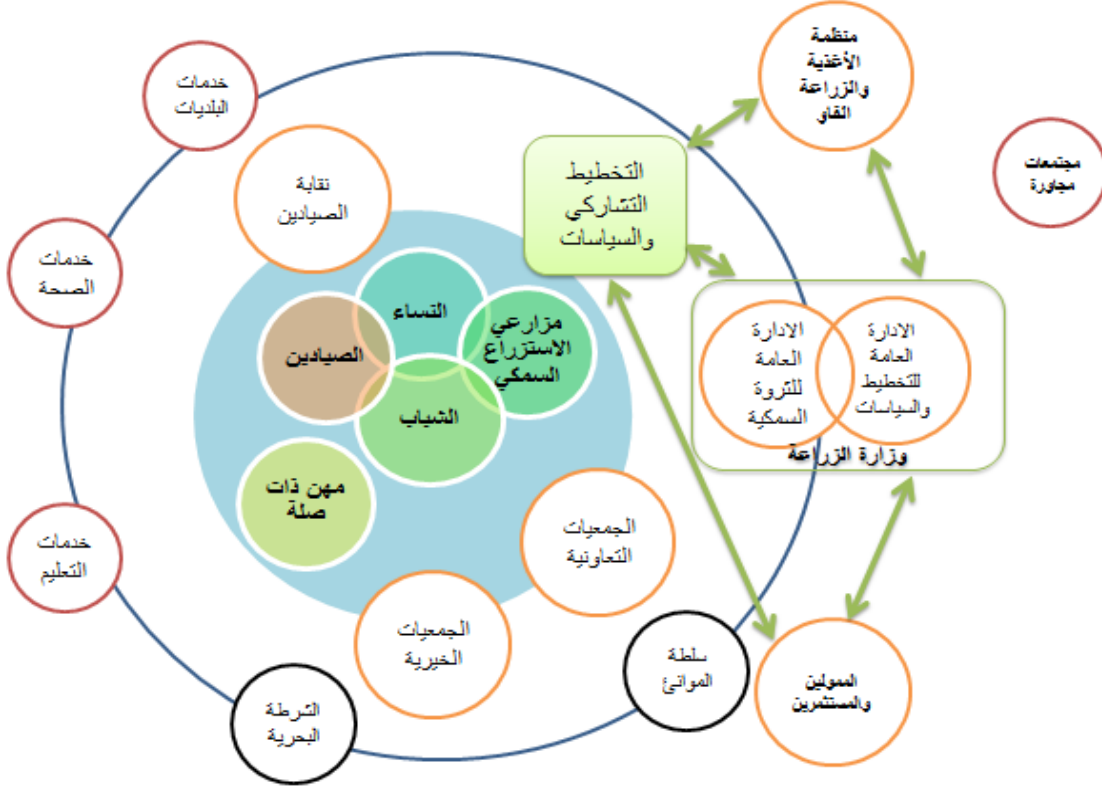 منظمة
الأغذية
والزراعة
الفاو
خدمات
البلديات
مجتمعات
مجاورة
التخطيط
التشاركي
والسياسات
نقابة
الصيادين
خدمات
الصحة
النساء
الصيادين
مزارعي
الاستزراع
السمكي
الشباب
الادارة
العامة
للثروة
السمكية
الادارة
العامة
للتخطيط
والسياسات
وزارة الزراعة
مهن ذات
صلة
الجمعيات
التعاونية
خدمات
التعليم
الجمعيات
الخيرية
سلطة
الموانئ
الممولين
والمستثمرين
الشرطة
البحرية